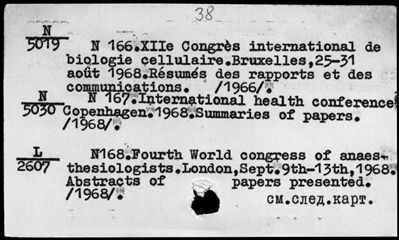 38
N
5019
N 166.XIIe Congrès international de
biologie cellulaire.Bruxelles,25-31
août 1968.Résumés des rapports et des
communications. /1966/.
N
5030
N 167.International health conference
Copenhagen.1968.Summaries of papers.
/1968/.
L
2607
N168.Fourth World congress of anaes-
thesiologists.London,Sept.9th-13th,1968.
Abstracts of papers presented.
/1968/.
см.след.карт.